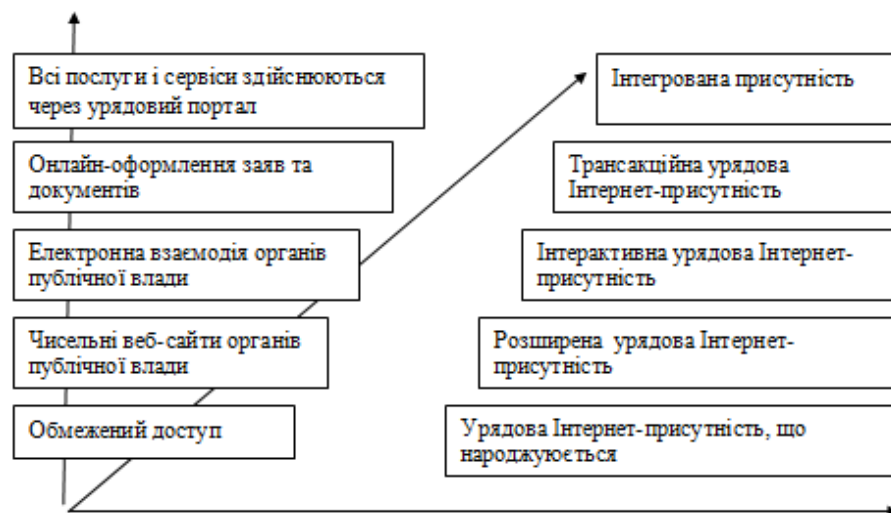 Всі послуги і сервіси здійснюються
через урядовий портал
Інтегрована присутність
Онлайн-оформлення заяв та
документів
Трансакційна урядова
Інтернет-присутність
Електронна взаємодія органів
публічної влади
Інтерактивна урядова Інтернет-
присутність
Чисельні веб-сайти органів
публічної влади
Розширена урядова Інтернет-
присутність
Обмежений доступ
Урядова Інтернет-присутність, що
народжуюється